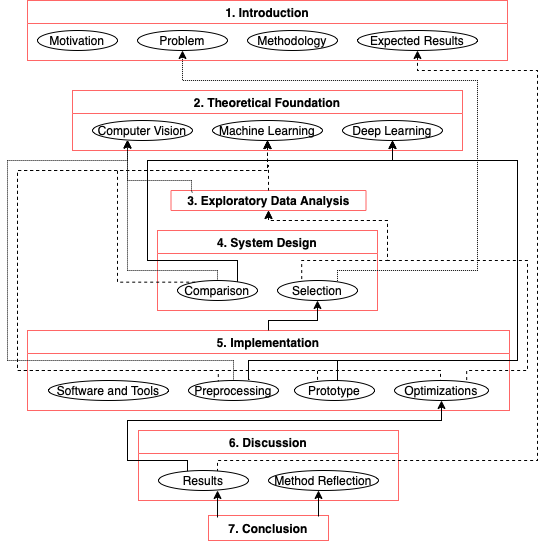 1. Introduction
Motivation
Problem
Methodology
Expected Results
2. Theoretical Foundation
Computer Vision
Machine Learning
Deep Learning
3. Exploratory Data Analysis
4. System Design
Comparison
Selection
5. Implementation
Software and Tools
Preprocessing
Prototype
Optimizations
6. Discussion
Results
Method Reflection
7. Conclusion